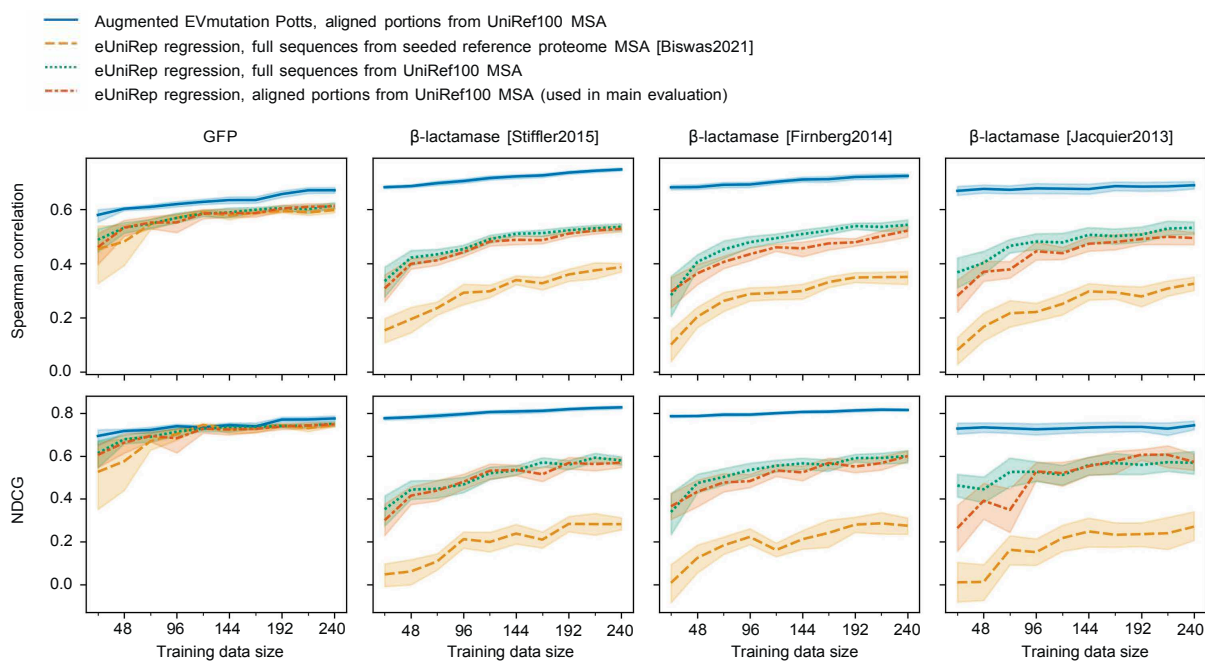 Augmented EVmutation Potts, aligned portions from UniRef100 MSA
eUniRep regression, full sequences from seeded reference proteome MSA [Biswas2021]
eUniRep regression, full sequences from UniRef100 MSA
eUniRep regression, aligned portions from UniRef100 MSA (used in main evaluation)
GFP
β-lactamase [Stiffler2015]
β-lactamase [Firnberg2014]
β-lactamase [Jacquier2013]
Spearman correlation
0.6
0.4
0.2
0.0
NDCG
0.8
0.6
0.4
0.2
0.0
48 96 144 192 240
48 96 144 192 240
48 96 144 192 240
48 96 144 192 240
Training data size
Training data size
Training data size
Training data size